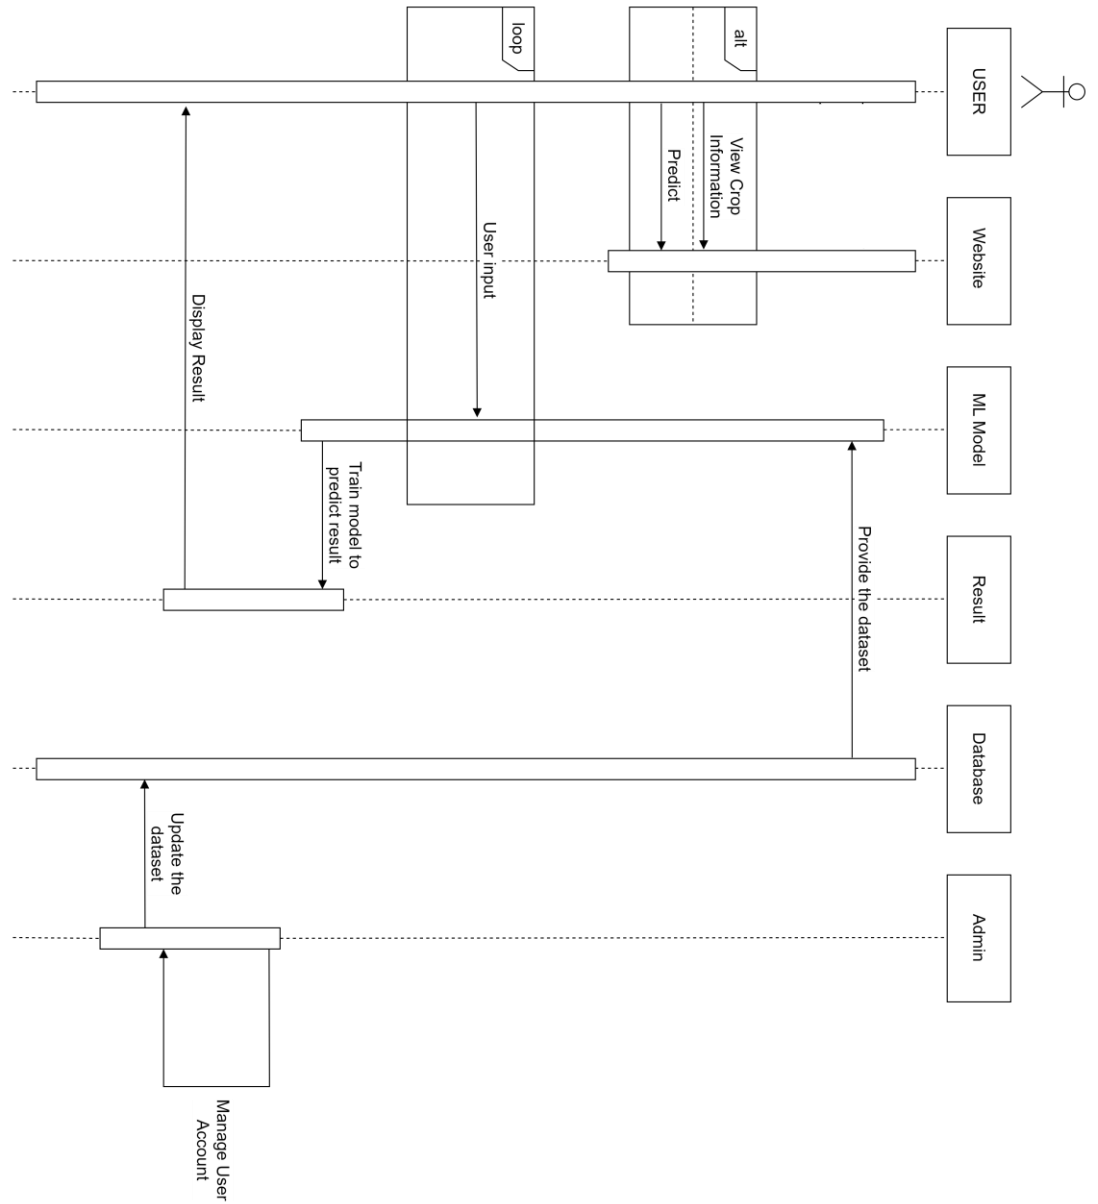 USER
Website
ML Model
Result
Database
Admin
Provide the dataset
alt
View Crop
Information
Predict
loop
User input
Train model to
predict result
Manage User
Account
Display Result
Update the
dataset